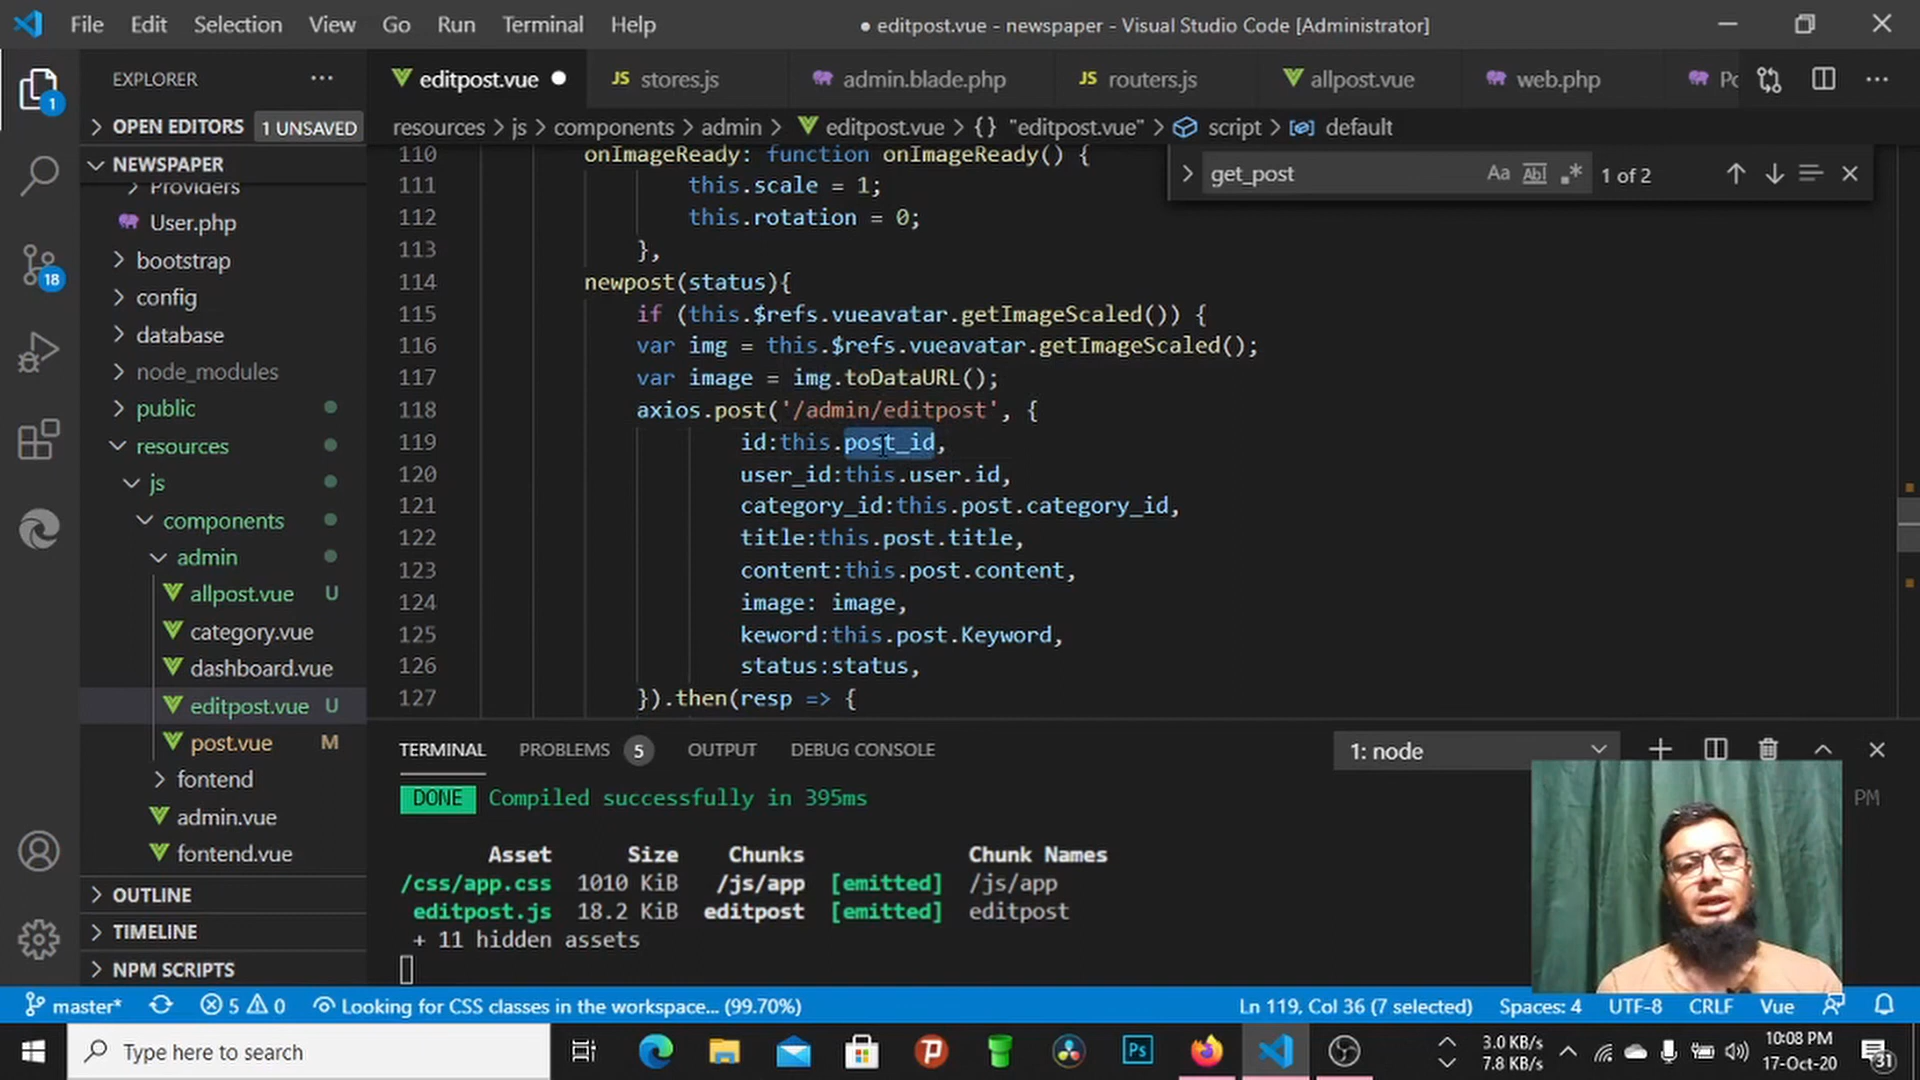 File Edit Selection View Go Run Terminal Help
● editpost.vue - newspaper - Visual Studio Code [Administrator]
EXPLORER ···
1
editpost.vue ●
JS stores.js
admin.blade.php
JS routers.js
allpost.vue
web.php
Po
OPEN EDITORS 1 UNSAVED
resources > js > components > admin > editpost.vue > {} "editpost.vue" > script > default
NEWSPAPER
Providers
User.php
bootstrap
config
database
node_modules
public
resources
js
components
admin
allpost.vue U
category.vue
dashboard.vue
editpost.vue U
post.vue M
fontend
admin.vue
fontend.vue
OUTLINE
TIMELINE
NPM SCRIPTS
18
get_post Aa Abl .* 1 of 2
110 onImageReady: function onImageReady() {
111 this.scale = 1;
112 this.rotation = 0;
113 },
114 newpost(status){
115 if (this.$refs.vueavatar.getImageScaled()) {
116 var img = this.$refs.vueavatar.getImageScaled();
117 var image = img.toDataURL();
118 axios.post('/admin/editpost', {
119 id:this.post_id,
120 user_id:this.user.id,
121 category_id:this.post.category_id,
122 title:this.post.title,
123 content:this.post.content,
124 image: image,
125 keword:this.post.Keyword,
126 status:status,
127 }).then(resp => {
TERMINAL PROBLEMS 5 OUTPUT DEBUG CONSOLE 1: node
DONE Compiled successfully in 395ms PM
Asset Size Chunks Chunk Names
/css/app.css 1010 KiB /js/app [emitted] /js/app
editpost.js 18.2 KiB editpost [emitted] editpost
+ 11 hidden assets
master* 5 0 Looking for CSS classes in the workspace... (99.70%) Ln 119, Col 36 (7 selected) Spaces: 4 UTF-8 CRLF Vue
Type here to search
Ps
3.0 KB/s
7.8 KB/s
10:08 PM
17-Oct-20
31